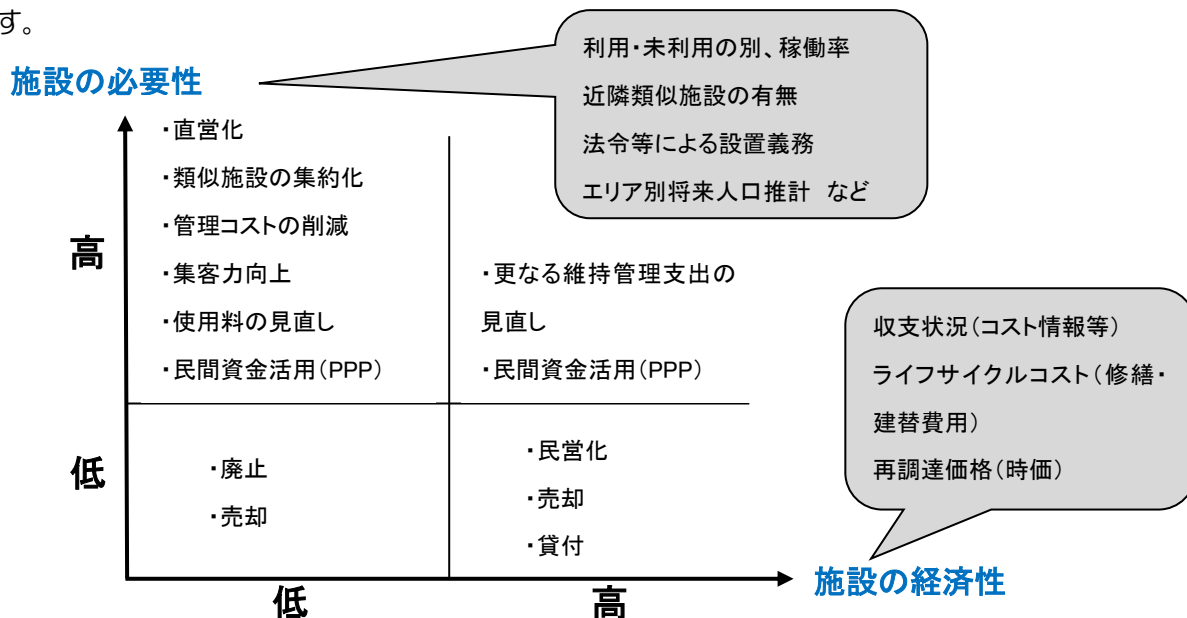 す。
施設の必要性
利用・未利用の別、稼働率
近隣類似施設の有無
法令等による設置義務
エリア別将来人口推計 など
高
・直営化
・類似施設の集約化
・管理コストの削減
・集客力向上
・使用料の見直し
・民間資金活用(PPP)
・更なる維持管理支出の
見直し
・民間資金活用(PPP)
収支状況(コスト情報等)
ライフサイクルコスト(修繕・
建替費用)
再調達価格(時価)
低
・廃止
・売却
・民営化
・売却
・貸付
施設の経済性
低
高